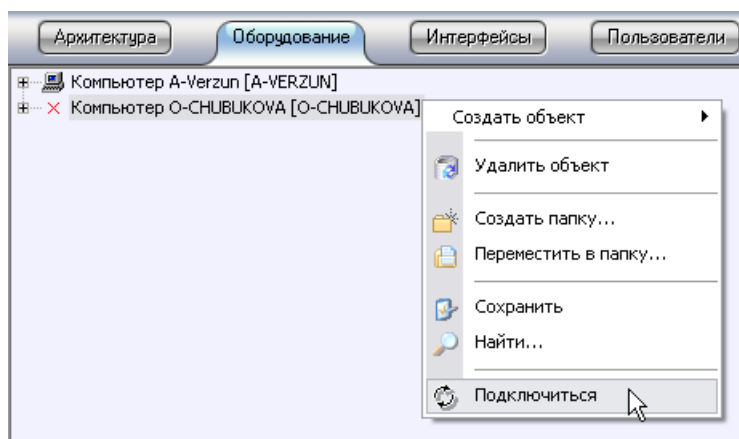 Архитектура Оборудование Интерфейсы Пользователи
Компьютер A-Verzun [A-VERZUN]
Компьютер O-CHUBUKOVA [O-CHUBUKOVA]
Создать объект
Удалить объект
Создать папку...
Переместить в папку...
Сохранить
Найти...
Подключиться